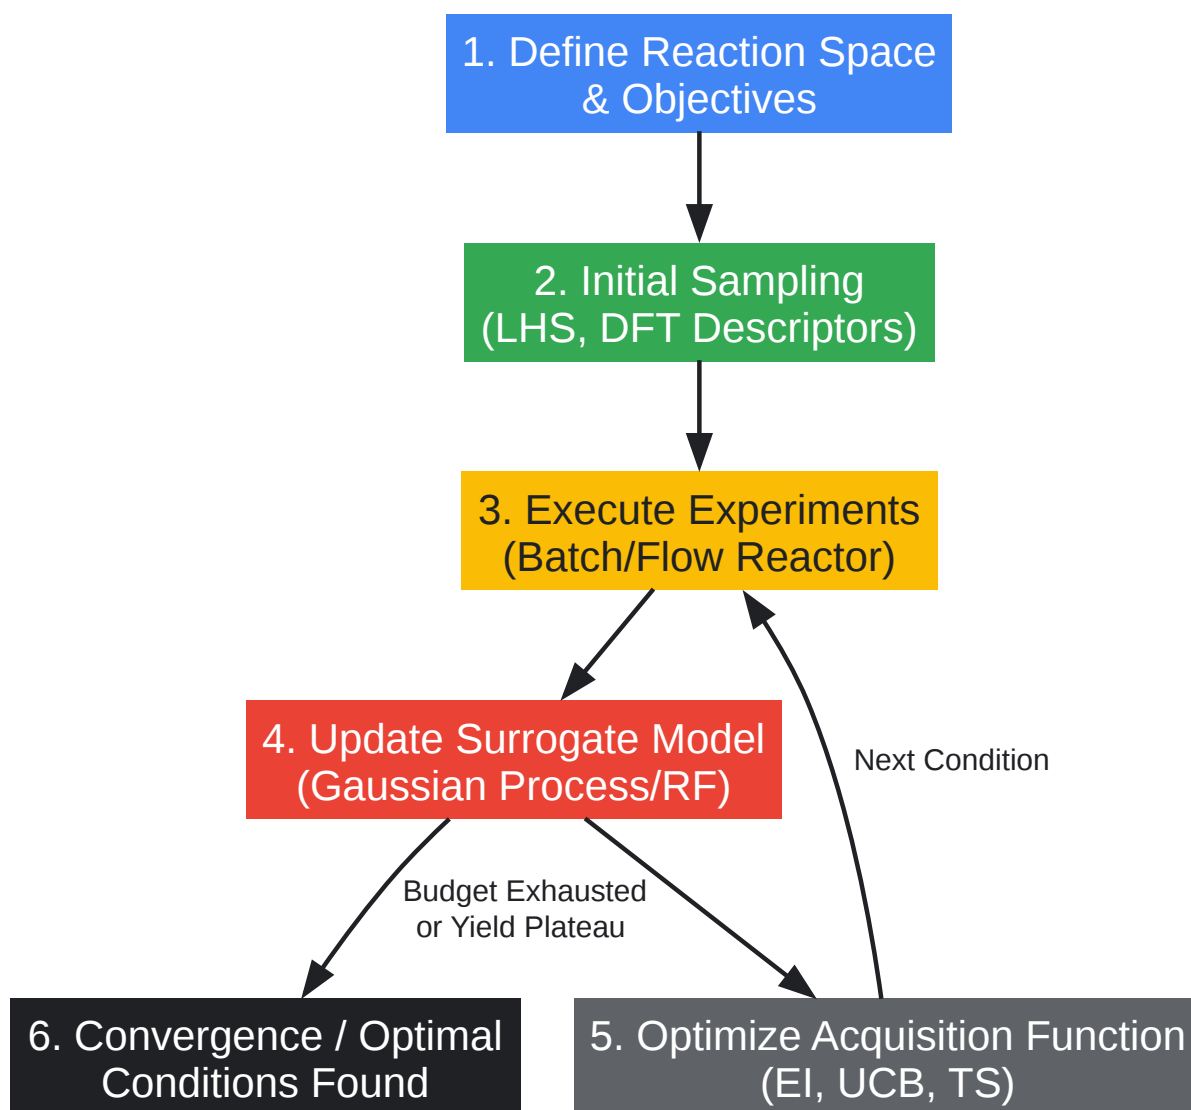 1. Define Reaction Space
& Objectives
2. Initial Sampling
(LHS, DFT Descriptors)
3. Execute Experiments
(Batch/Flow Reactor)
4. Update Surrogate Model
(Gaussian Process/RF)
Next Condition
Budget Exhausted
or Yield Plateau
6. Convergence / Optimal
Conditions Found
5. Optimize Acquisition Function
(EI, UCB, TS)